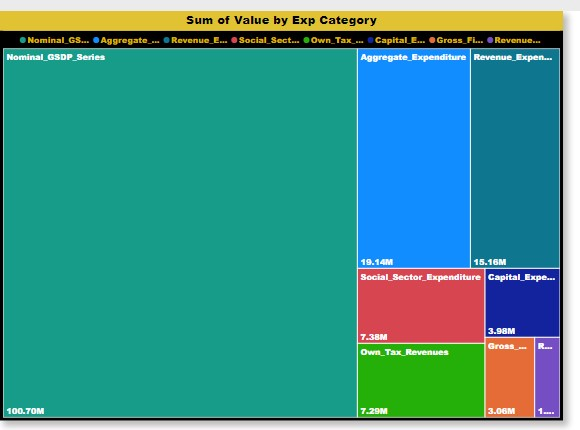 Sum of Value by Exp Category
Nominal_GS... Aggregate_... Revenue_E... Social_Sect... Own_Tax_... Capital_E... Gross_Fi... Revenue...
Nominal_GSDP_Series
100.70M
Aggregate_Expenditure
19.14M
Revenue_Expen...
15.16M
Social_Sector_Expenditure
7.38M
Capital_Expe...
3.98M
Own_Tax_Revenues
7.29M
Gross_...
3.06M
R...
1....